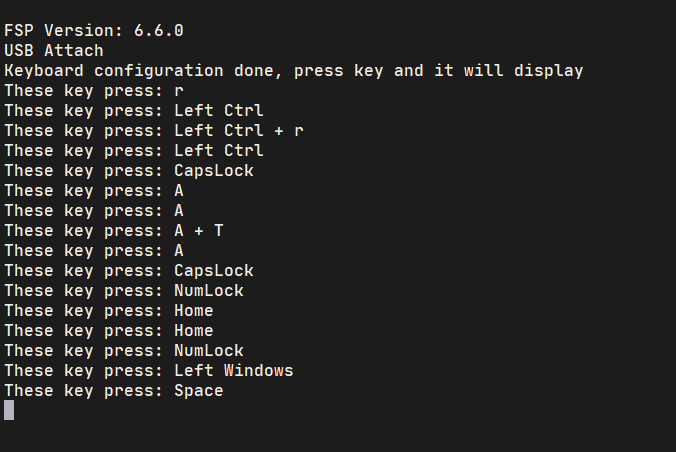 FSP Version: 6.6.0
USB Attach
Keyboard configuration done, press key and it will display
These key press: r
These key press: Left Ctrl
These key press: Left Ctrl + r
These key press: Left Ctrl
These key press: CapsLock
These key press: A
These key press: A
These key press: A + T
These key press: A
These key press: CapsLock
These key press: NumLock
These key press: Home
These key press: Home
These key press: NumLock
These key press: Left Windows
These key press: Space